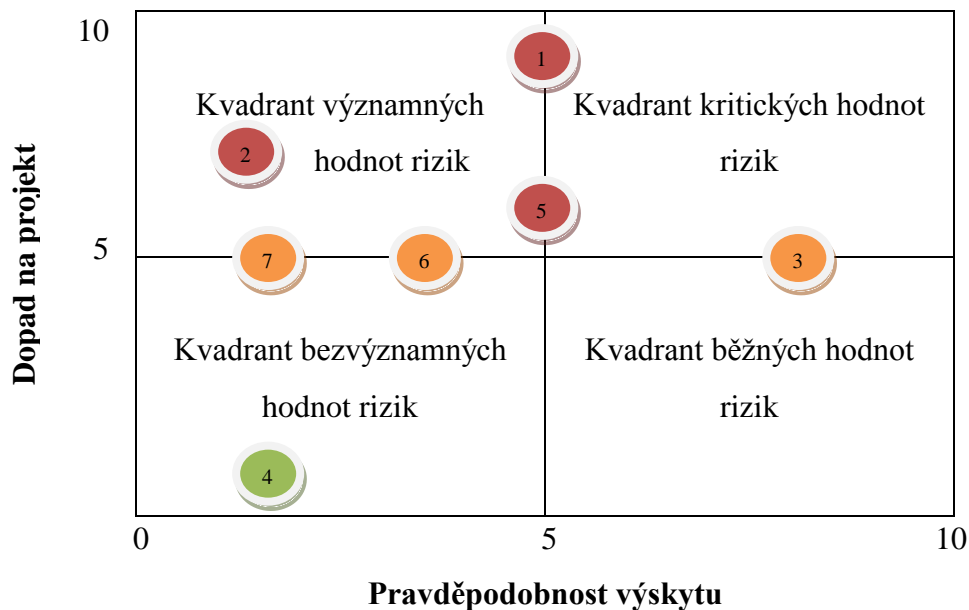 10
1
Kvadrant významných
Kvadrant kritických hodnot
2
hodnot rizik
rizik
5
Dopad na projekt
5
7
6
3
Kvadrant bezvýznamných
Kvadrant běžných hodnot
hodnot rizik
rizik
4
0
5
10
Pravděpodobnost výskytu